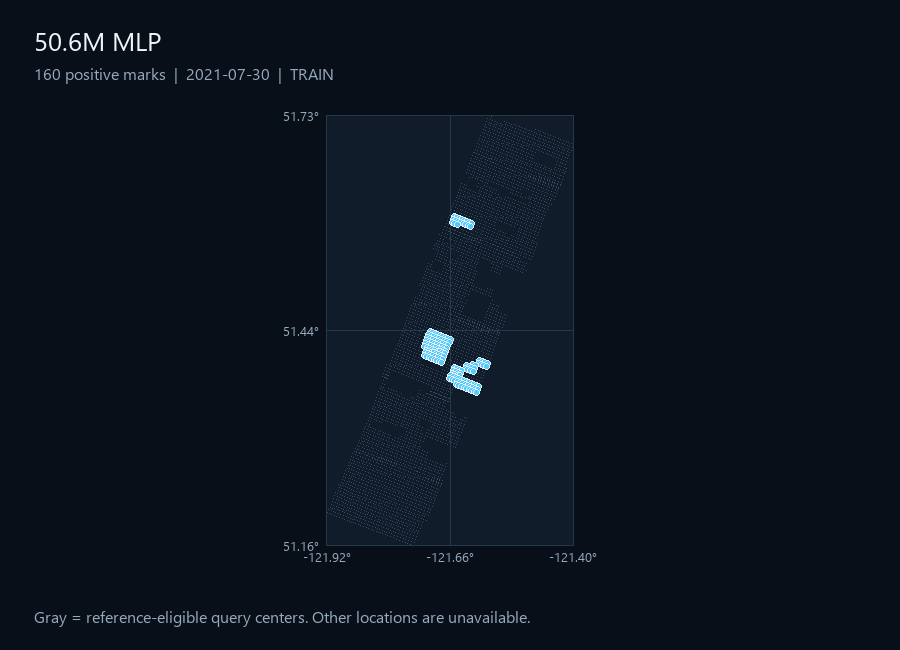 50.6M MLP
160 positive marks | 2021-07-30 | TRAIN
51.73°
51.44°
51.16°
-121.92°
-121.66°
-121.40°
Gray = reference-eligible query centers. Other locations are unavailable.